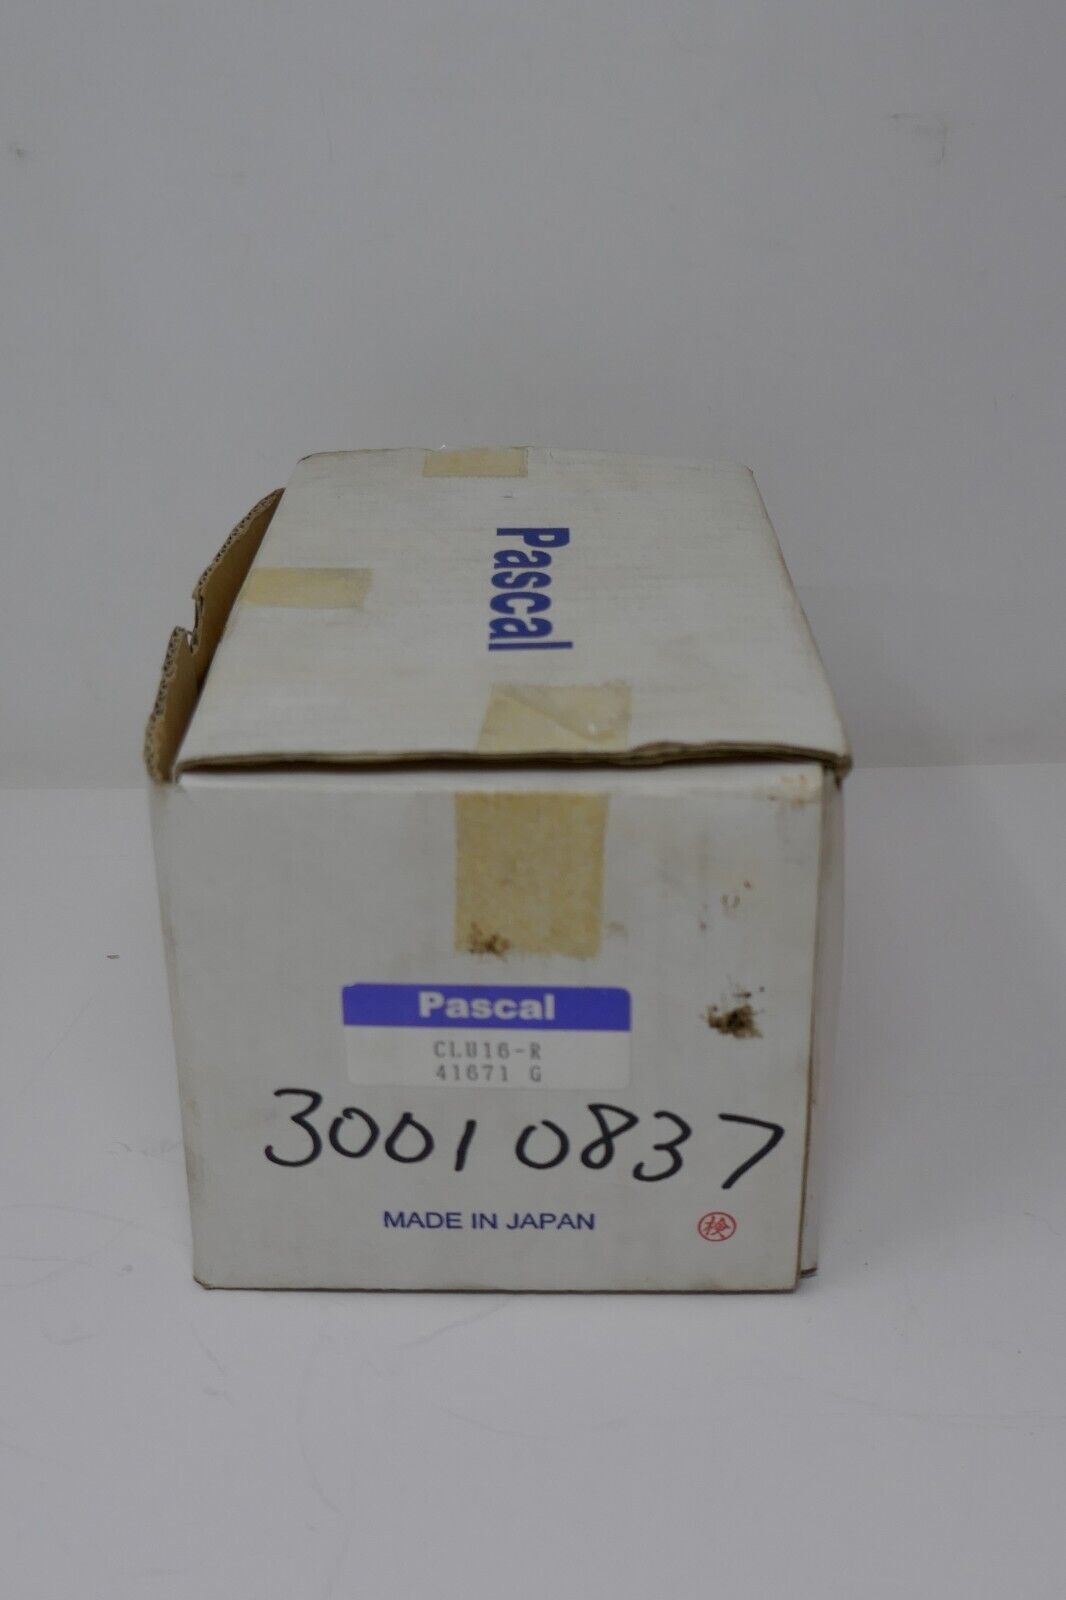 Pascal
Pascal
CLU16-R
41671 G
30010837
MADE IN JAPAN
検